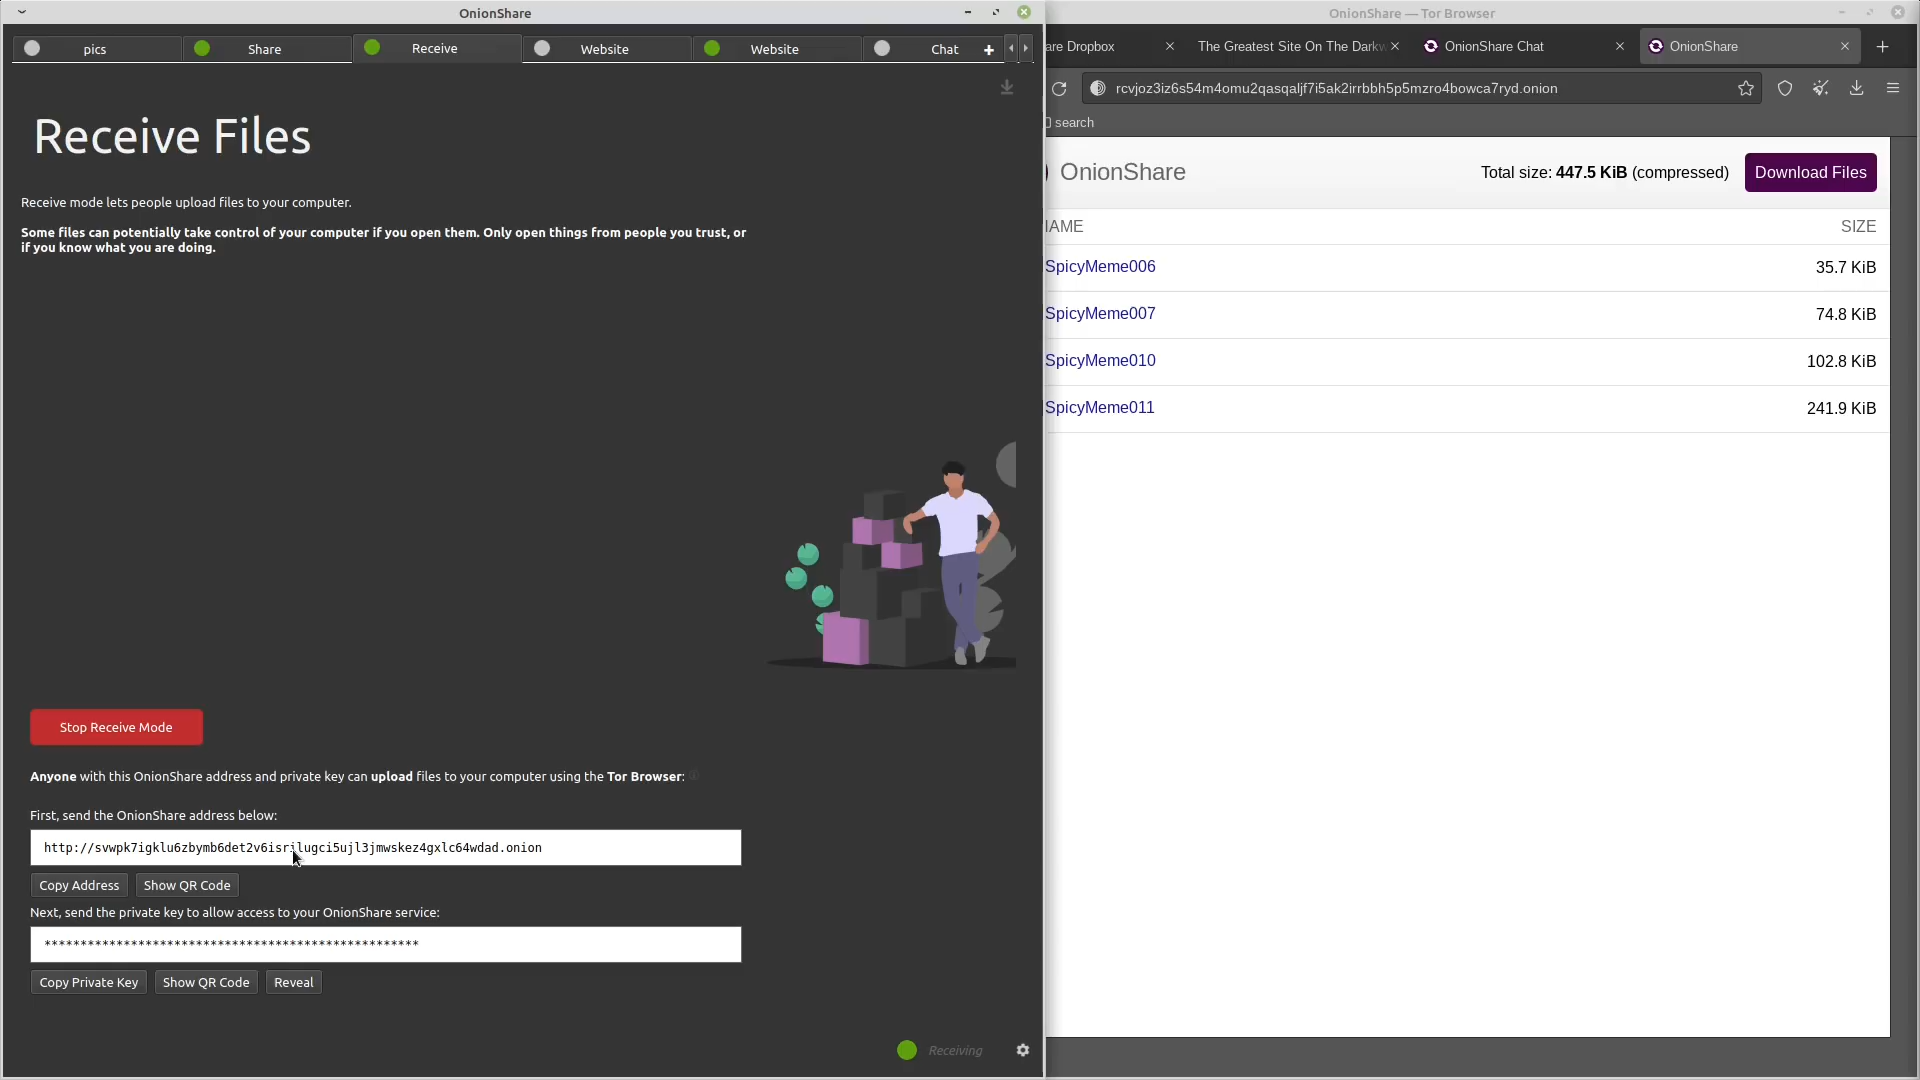 OnionShare
pics
Share
Receive
Website
Website
Chat
Receive Files
Receive mode lets people upload files to your computer.
Some files can potentially take control of your computer if you open them. Only open things from people you trust, or
if you know what you are doing.
Stop Receive Mode
Anyone with this OnionShare address and private key can upload files to your computer using the Tor Browser:
First, send the OnionShare address below:
http://svwpk7igklu6zbymb6det2v6isrilugci5ujl3jmwskez4gxlc64wdad.onion
Copy Address Show QR Code
Next, send the private key to allow access to your OnionShare service:
****************************************************
Copy Private Key Show QR Code Reveal
Receiving
OnionShare — Tor Browser
are Dropbox
The Greatest Site On The Darkw
OnionShare Chat
OnionShare
rcvjoz3iz6s54m4omu2qasqaljf7i5ak2irrbbh5p5mzro4bowca7ryd.onion
search
OnionShare
Total size: 447.5 KiB (compressed)
Download Files
AME SIZE
SpicyMeme006 35.7 KiB
SpicyMeme007 74.8 KiB
SpicyMeme010 102.8 KiB
SpicyMeme011 241.9 KiB